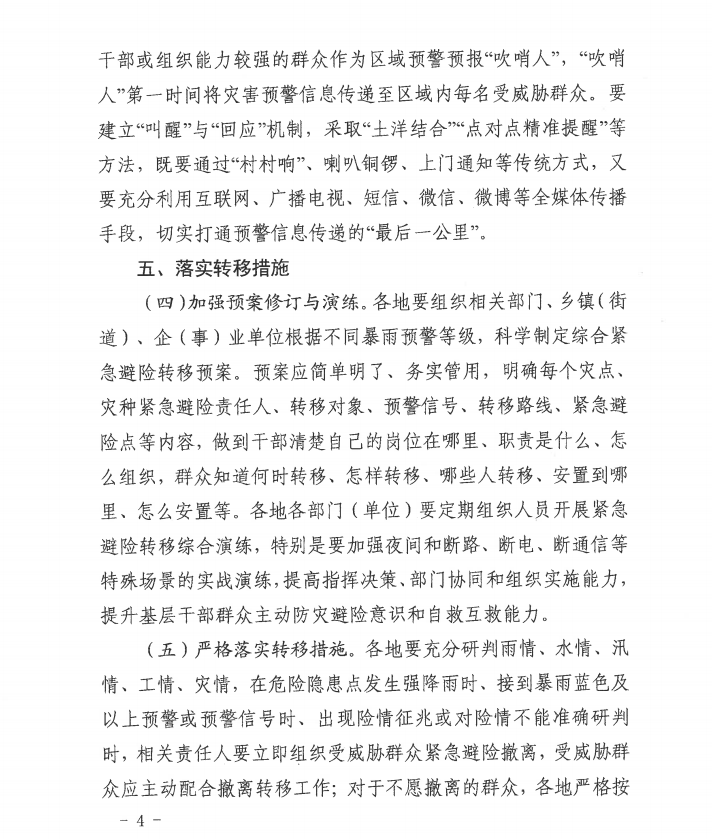 干部或组织能力较强的群众作为区域预警预报“吹哨人”，“吹哨
人”第一时间将灾害预警信息传递至区域内每名受威胁群众。要
建立“叫醒”与“回应”机制，采取“土洋结合”“点对点精准提醒”等
方法，既要通过“村村响”、喇叭铜锣、上门通知等传统方式，又
要充分利用互联网、广播电视、短信、微信、微博等全媒体传播
手段，切实打通预警信息传递的“最后一公里”。
五、落实转移措施
（四）加强预案修订与演练。各地要组织相关部门、乡镇（街
道）、企（事）业单位根据不同暴雨预警等级，科学制定综合紧
急避险转移预案。预案应简单明了、务实管用，明确每个灾点、
灾种紧急避险责任人、转移对象、预警信号、转移路线、紧急避
险点等内容，做到干部清楚自己的岗位在哪里、职责是什么、怎
么组织，群众知道何时转移、怎样转移、哪些人转移、安置到哪
里、怎么安置等。各地各部门（单位）要定期组织人员开展紧急
避险转移综合演练，特别是要加强夜间和断路、断电、断通信等
特殊场景的实战演练，提高指挥决策、部门协同和组织实施能力，
提升基层干部群众主动防灾避险意识和自救互救能力。
（五）严格落实转移措施。各地要充分研判雨情、水情、汛
情、工情、灾情，在危险隐患点发生强降雨时、接到暴雨蓝色及
以上预警或预警信号时、出现险情征兆或对险情不能准确研判
时，相关责任人要立即组织受威胁群众紧急避险撤离，受威胁群
众应主动配合撤离转移工作；对于不愿撤离的群众，各地严格按
- 4 -